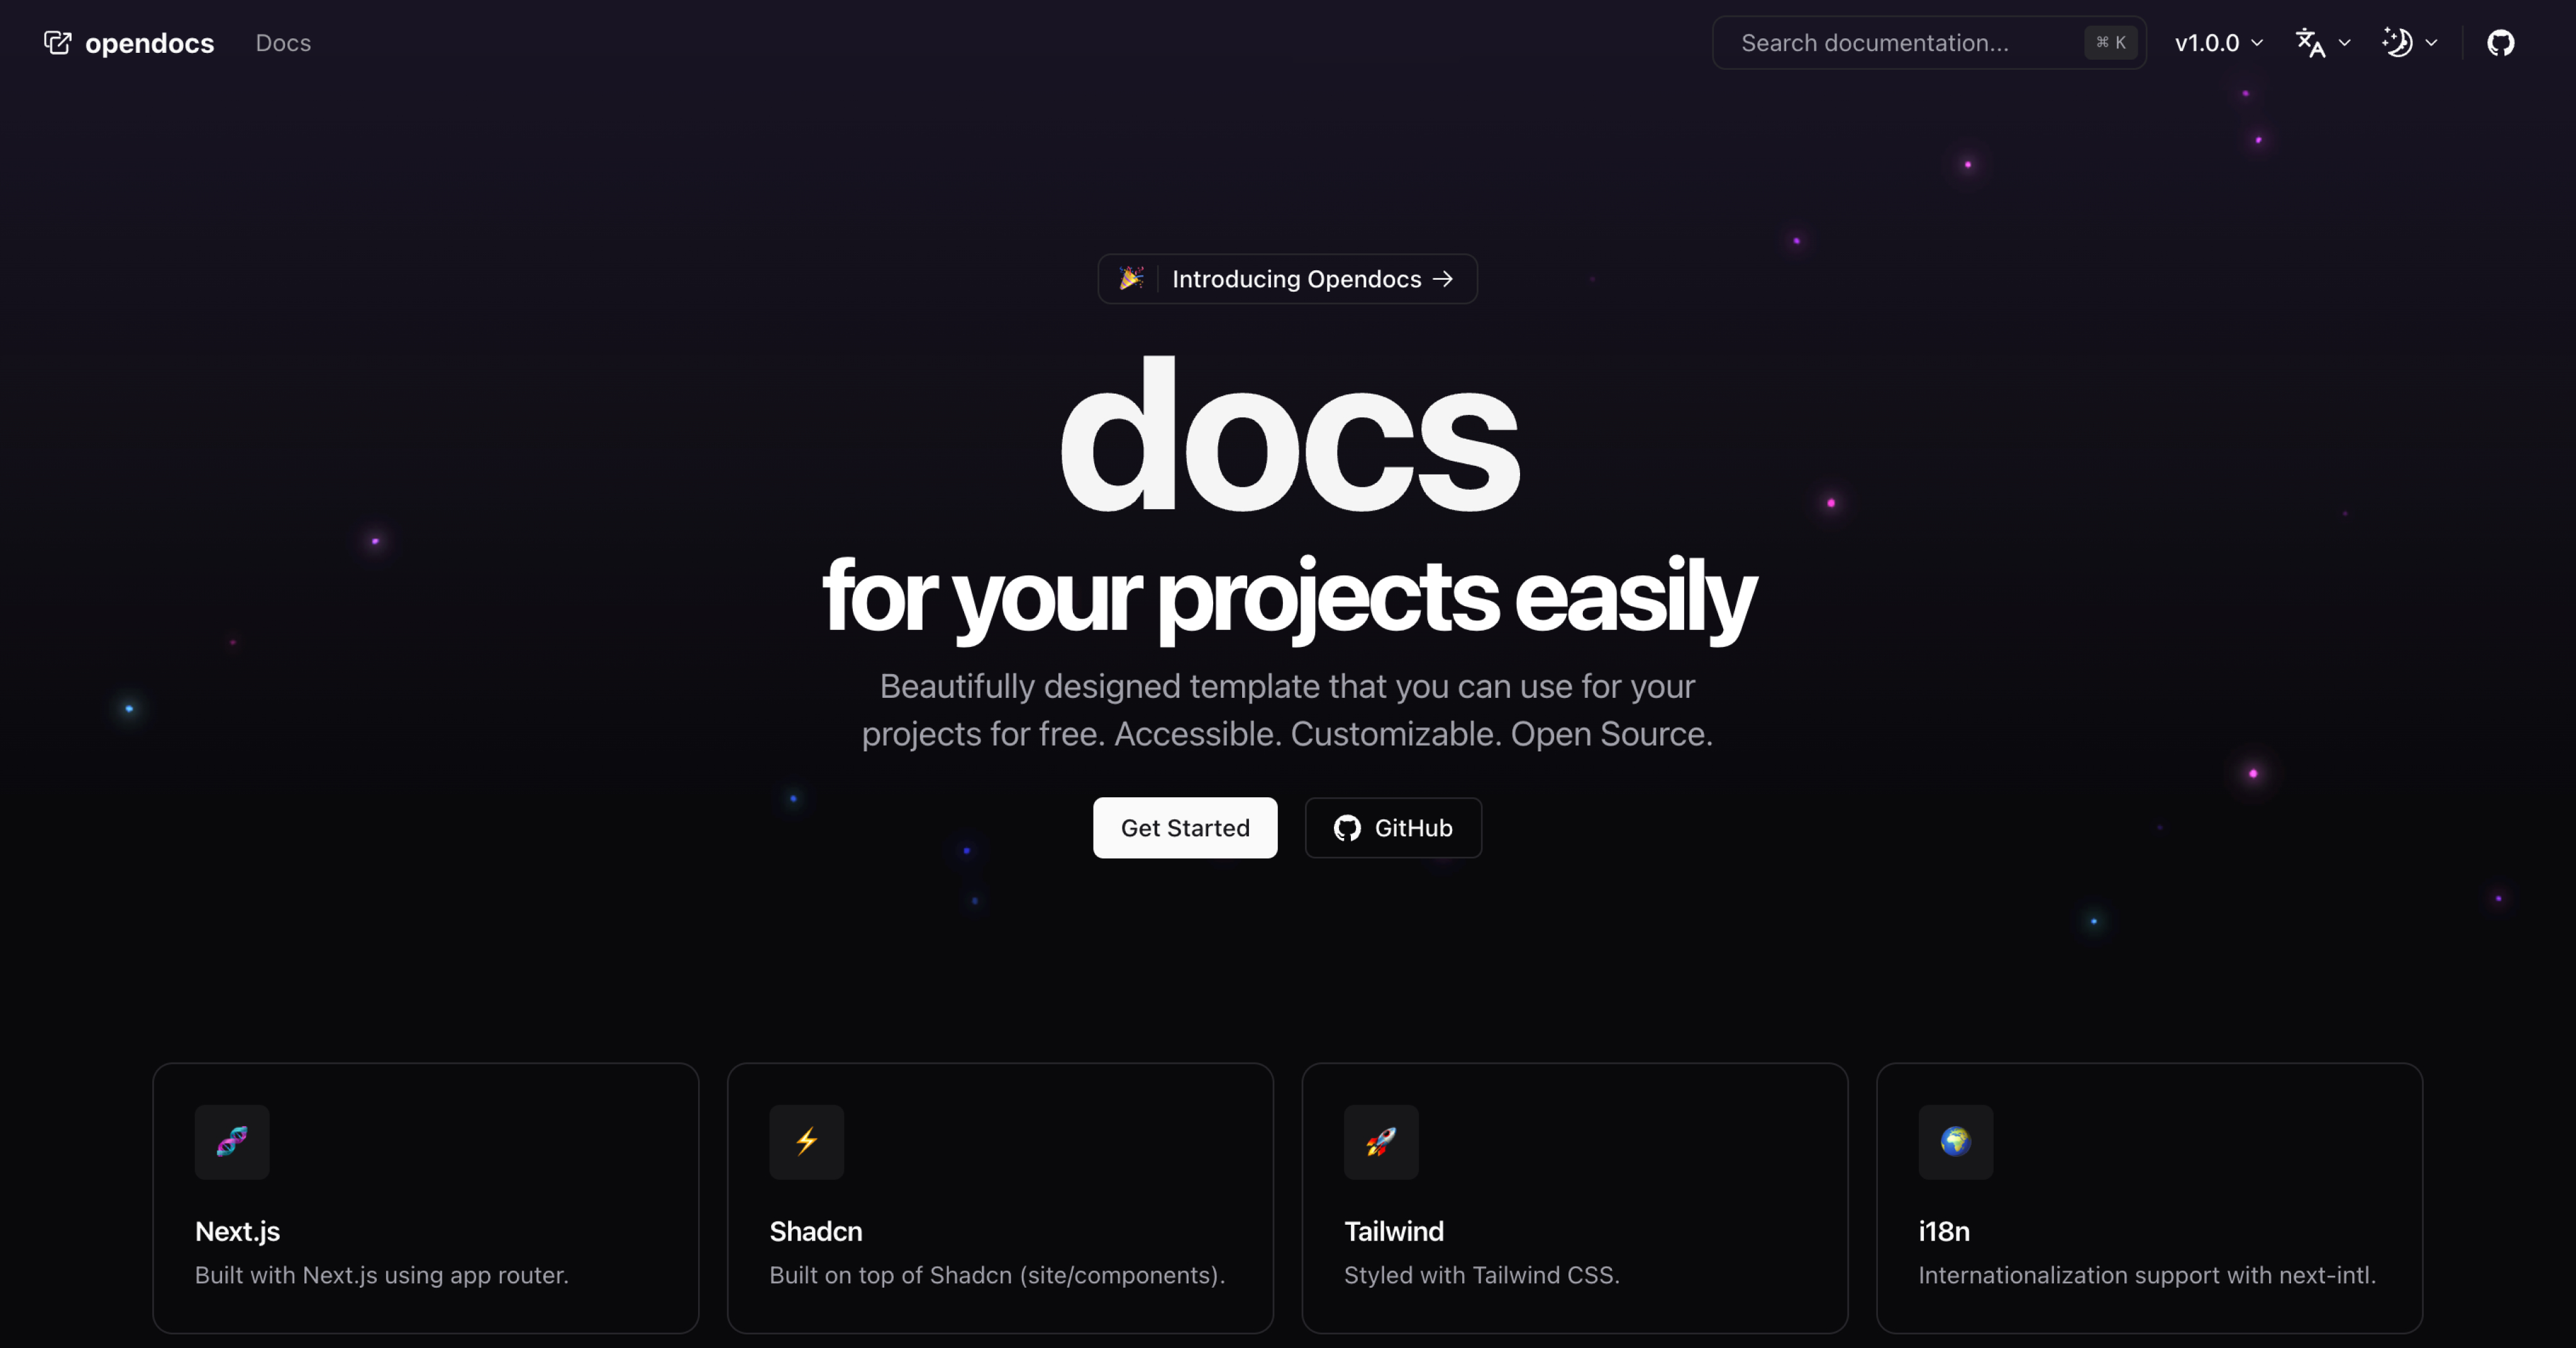 opendocs
Docs
Search documentation...
⌘ K
v1.0.0
Introducing Opendocs →
docs
for your projects easily
Beautifully designed template that you can use for your
projects for free. Accessible. Customizable. Open Source.
Get Started
GitHub
Next.js
Built with Next.js using app router.
Shadcn
Built on top of Shadcn (site/components).
Tailwind
Styled with Tailwind CSS.
i18n
Internationalization support with next-intl.